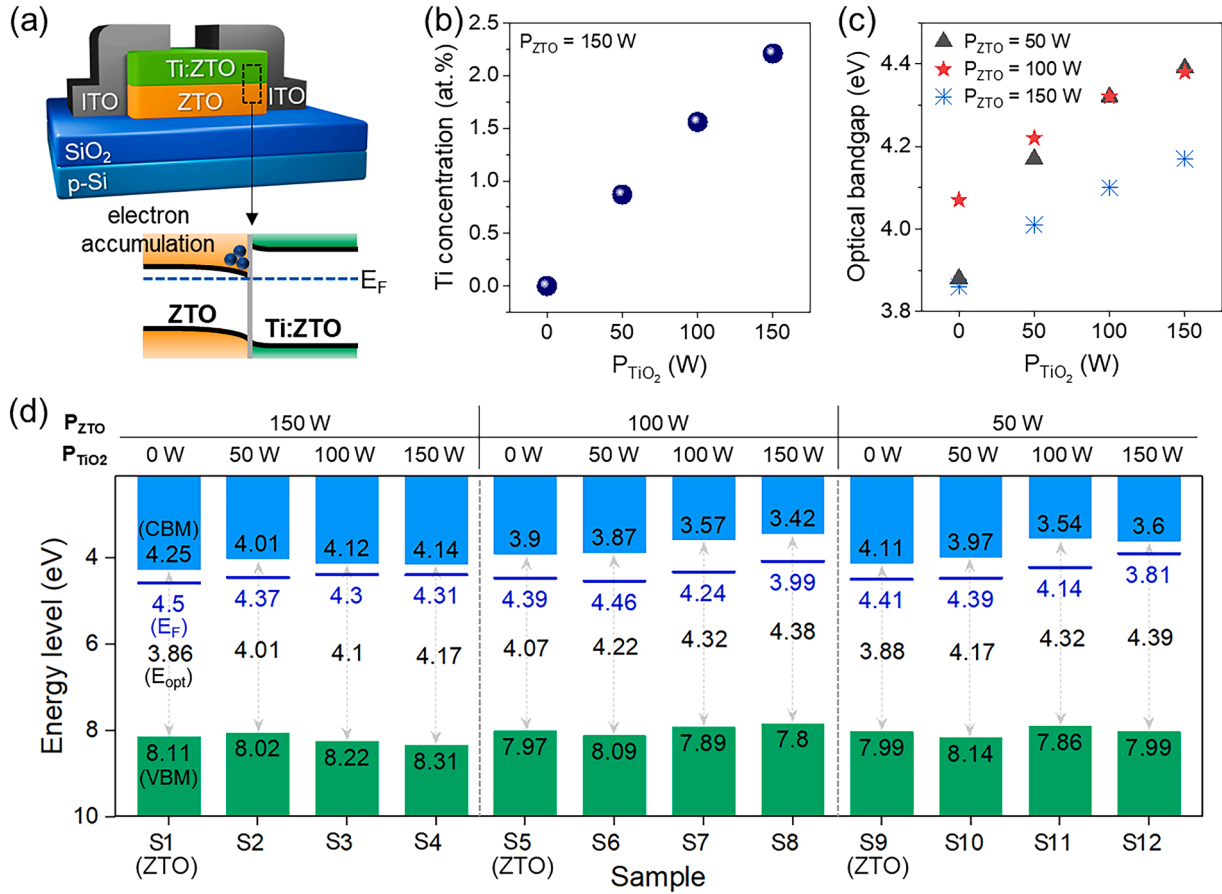 (a)
Ti:ZTO
ITO ZTO ITO
SiO2
p-Si
electron
accumulation
EF
ZTO Ti:ZTO
(b)
PZTO = 150 W
Ti concentration (at.%)
2.5
2.0
1.5
1.0
0.5
0.0
0 50 100 150
PTiO2 (W)
(c)
PZTO = 50 W
PZTO = 100 W
PZTO = 150 W
Optical bandgap (eV)
4.4
4.2
4.0
3.8
0 50 100 150
PTiO2 (W)
(d)
PZTO 150 W 100 W 50 W
PTiO2 0 W 50 W 100 W 150 W 0 W 50 W 100 W 150 W 0 W 50 W 100 W 150 W
Energy level (eV)
4
6
8
10
(CBM)
4.25 4.01 4.12 4.14 3.9 3.87 3.57 3.42 4.11 3.97 3.54 3.6
4.5 4.37 4.3 4.31 4.39 4.46 4.24 3.99 4.41 4.39 4.14 3.81
(EF)
3.86 4.01 4.1 4.17 4.07 4.22 4.32 4.38 3.88 4.17 4.32 4.39
(Eopt)
8.11 8.02 8.22 8.31 7.97 8.09 7.89 7.8 7.99 8.14 7.86 7.99
(VBM)
S1 S2 S3 S4 S5 S6 S7 S8 S9 S10 S11 S12
(ZTO) (ZTO) (ZTO)
Sample